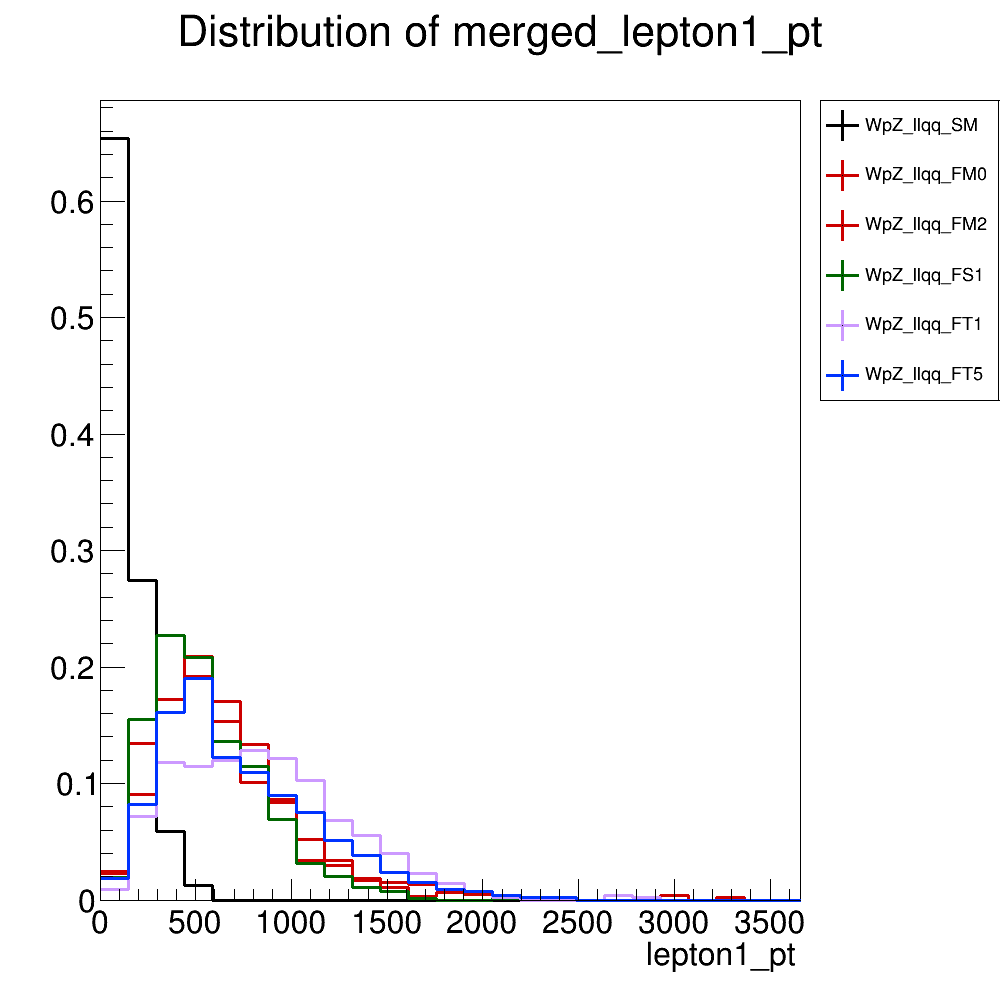 Distribution of merged_lepton1_pt
WpZ_llqq_SM
WpZ_llqq_FM0
WpZ_llqq_FM2
WpZ_llqq_FS1
WpZ_llqq_FT1
WpZ_llqq_FT5
0.6
0.5
0.4
0.3
0.2
0.1
0
0 500 1000 1500 2000 2500 3000 3500
lepton1_pt